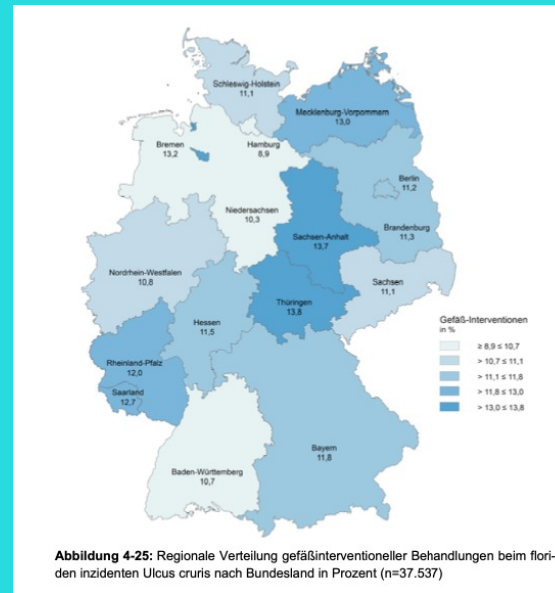 Schleswig-Holstein
11,1
Mecklenburg-Vorpommern
13,0
Bremen
13,2
Hamburg
8,9
Berlin
11,2
Niedersachsen
10,3
Brandenburg
11,3
Sachsen-Anhalt
13,7
Nordrhein-Westfalen
10,8
Sachsen
11,1
Thüringen
13,8
Hessen
11,5
Rheinland-Pfalz
12,0
Saarland
12,7
Bayern
11,8
Baden-Württemberg
10,7
Gefäß-Interventionen
in %
≥ 8,9 ≤ 10,7
> 10,7 ≤ 11,1
> 11,1 ≤ 11,8
> 11,8 ≤ 13,0
> 13,0 ≤ 13,8
Abbildung 4-25: Regionale Verteilung gefäßinterventioneller Behandlungen beim flori-
den inzidenten Ulcus cruris nach Bundesland in Prozent (n=37.537)